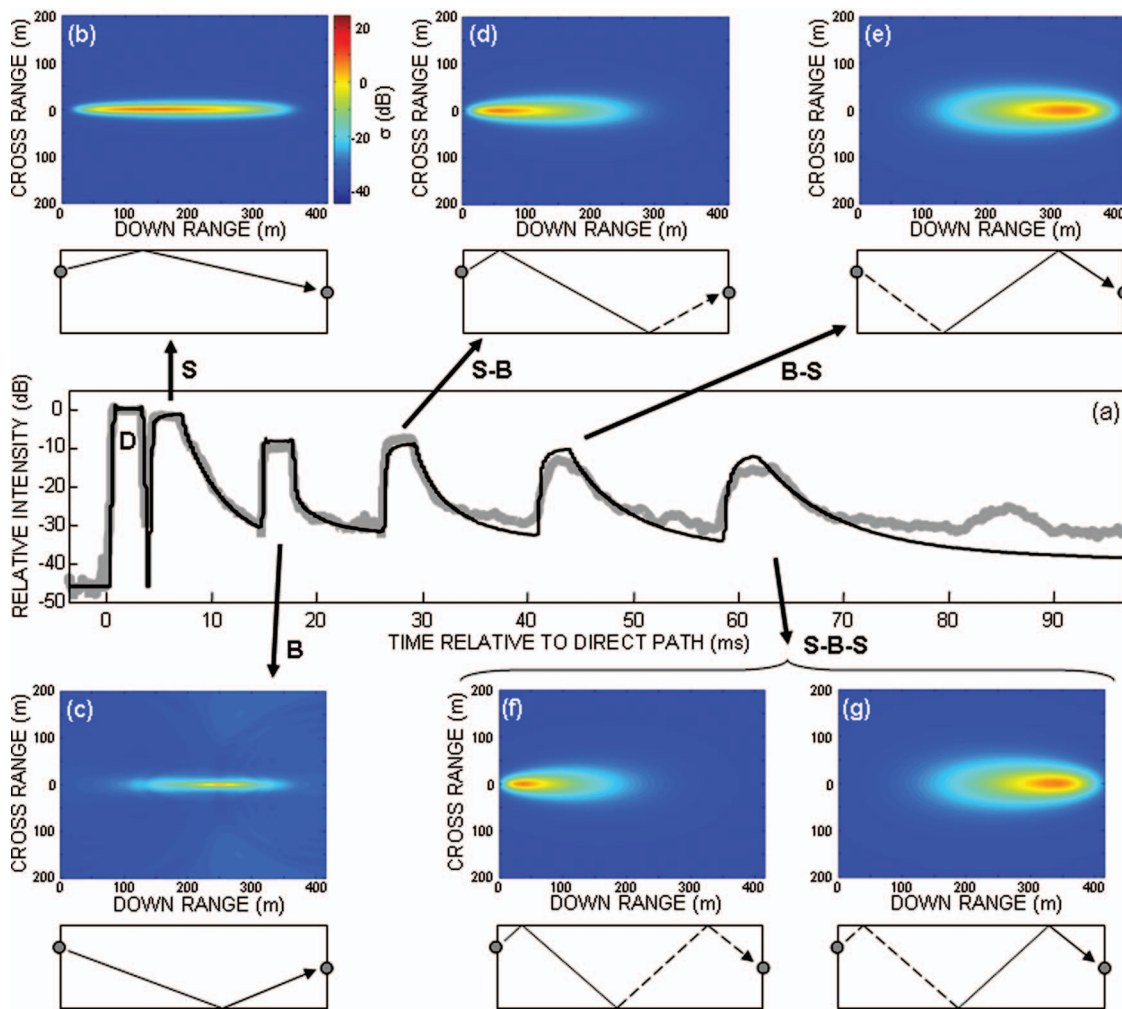 (b)
CROSS RANGE (m)
200
100
0
100
200
0 100 200 300 400
DOWN RANGE (m)
20
0
-20
-40
σ (dB)
(d)
CROSS RANGE (m)
200
100
0
100
200
0 100 200 300 400
DOWN RANGE (m)
(e)
CROSS RANGE (m)
200
100
0
100
200
0 100 200 300 400
DOWN RANGE (m)
S
S-B
B-S
(a)
RELATIVE INTENSITY (dB)
0
-10
-20
-30
-40
-50
D
0 10 20 30 40 50 60 70 80 90
TIME RELATIVE TO DIRECT PATH (ms)
B
S-B-S
(c)
CROSS RANGE (m)
200
100
0
100
200
0 100 200 300 400
DOWN RANGE (m)
(f)
CROSS RANGE (m)
200
100
0
100
200
0 100 200 300 400
DOWN RANGE (m)
(g)
CROSS RANGE (m)
200
100
0
100
200
0 100 200 300 400
DOWN RANGE (m)